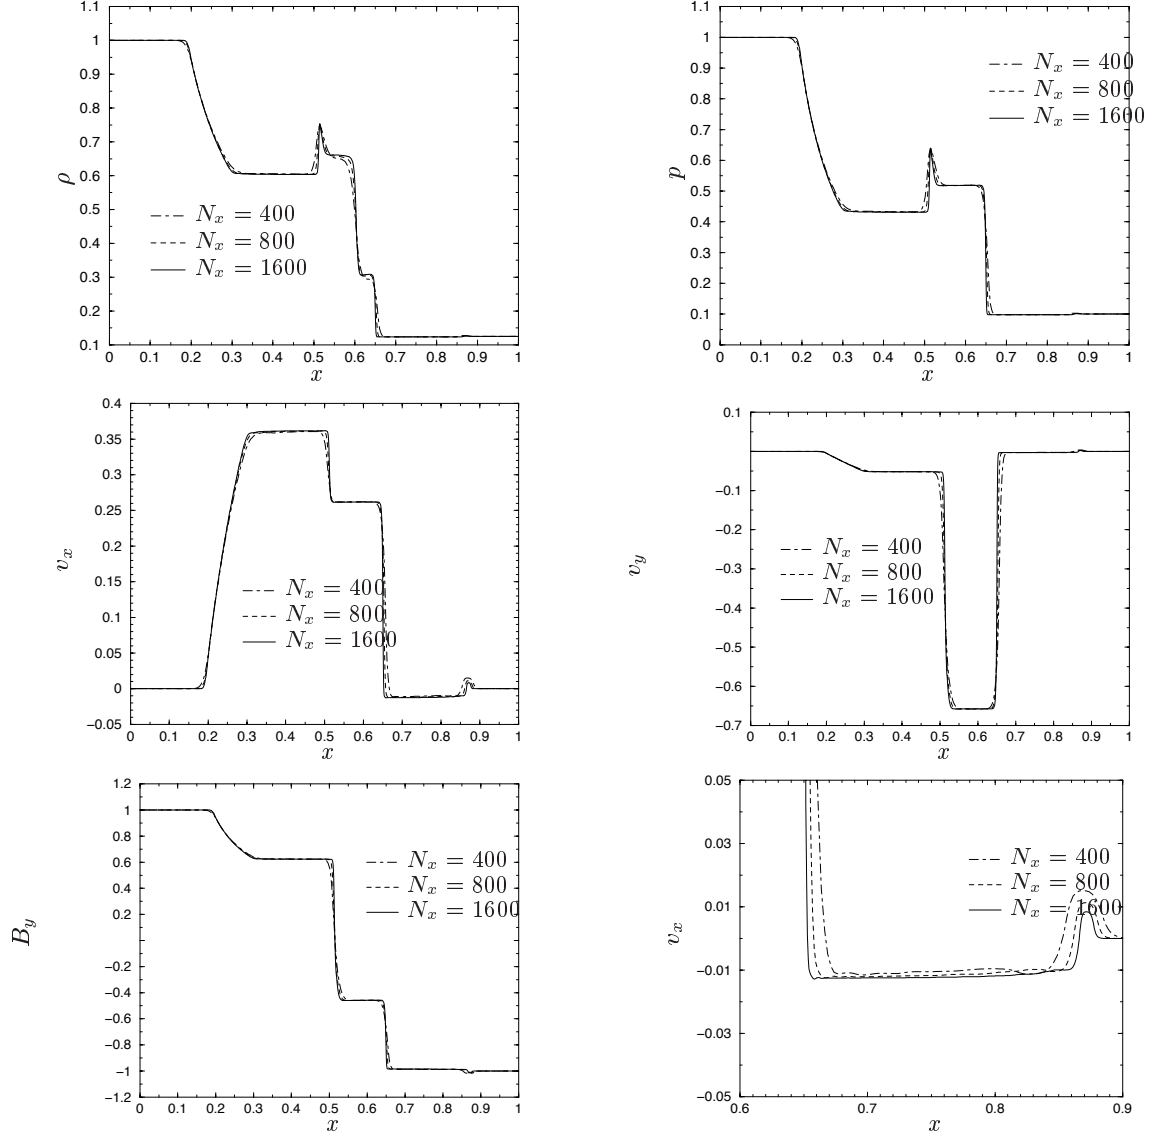 1.1
1
0.9
0.8
0.7
0.6
0.5
0.4
0.3
0.2
0.1
ρ
N_x = 400
N_x = 800
N_x = 1600
0 0.1 0.2 0.3 0.4 0.5 0.6 0.7 0.8 0.9 1
x
1.1
1
0.9
0.8
0.7
0.6
0.5
0.4
0.3
0.2
0.1
0
p
N_x = 400
N_x = 800
N_x = 1600
0 0.1 0.2 0.3 0.4 0.5 0.6 0.7 0.8 0.9 1
x
0.4
0.35
0.3
0.25
0.2
0.15
0.1
0.05
0
−0.05
v_x
N_x = 400
N_x = 800
N_x = 1600
0 0.1 0.2 0.3 0.4 0.5 0.6 0.7 0.8 0.9 1
x
0.1
−0.1
−0.2
−0.3
−0.4
−0.5
−0.6
−0.7
v_y
N_x = 400
N_x = 800
N_x = 1600
0 0.1 0.2 0.3 0.4 0.5 0.6 0.7 0.8 0.9 1
x
1.2
1
0.8
0.6
0.4
0.2
−0.2
−0.4
−0.6
−0.8
−1
−1.2
B_y
N_x = 400
N_x = 800
N_x = 1600
0 0.1 0.2 0.3 0.4 0.5 0.6 0.7 0.8 0.9 1
x
0.05
0.03
0.01
−0.01
−0.03
−0.05
v_x
N_x = 400
N_x = 800
N_x = 1600
0.6 0.7 0.8 0.9
x